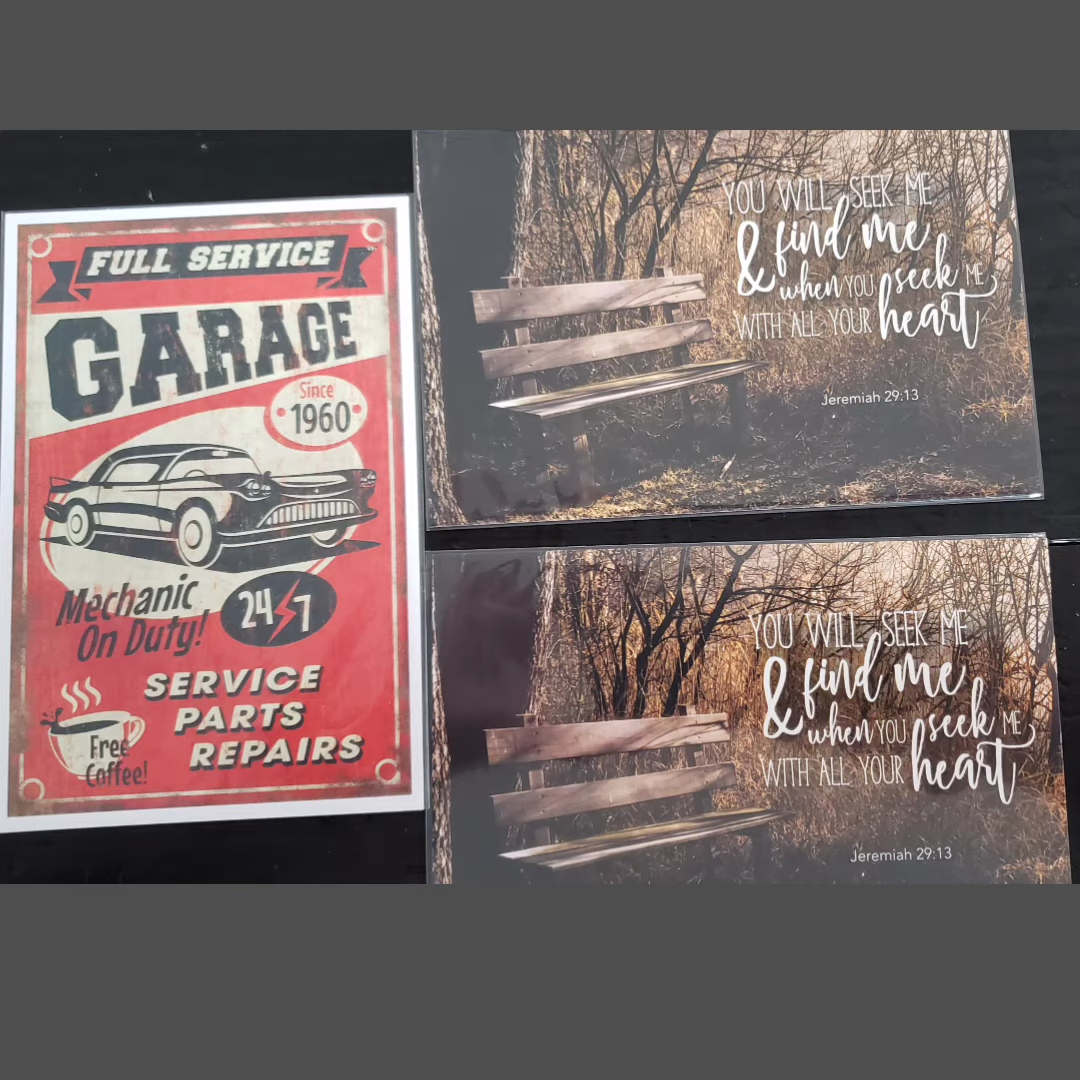 FULL SERVICE
GARAGE
Since
1960
Mechanic
On Duty!
24 7
SERVICE
PARTS
REPAIRS
Free
Coffee!
YOU WILL SEEK ME
& find me
when YOU seek ME
WITH ALL YOUR heart
Jeremiah 29:13
YOU WILL SEEK ME
& find me
when YOU seek ME
WITH ALL YOUR heart
Jeremiah 29:13